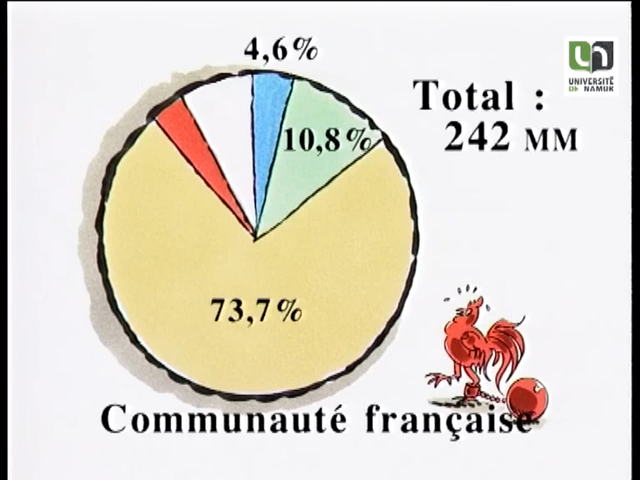 4,6%
UNIVERSITÉ
DE NAMUR
Total :
242 MM
10,8%
73,7%
Communauté française